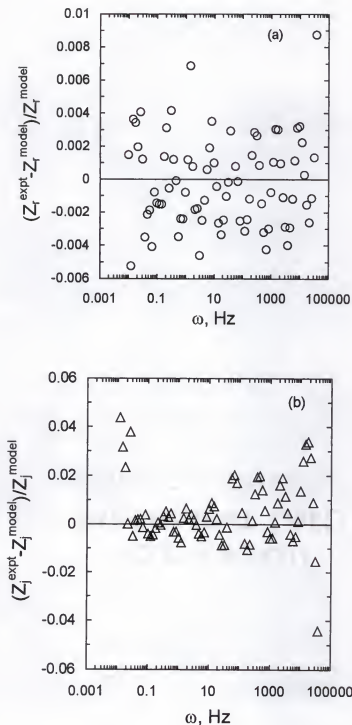 (a)
0.01
0.008
0.006
0.004
0.002
0
-0.002
-0.004
-0.006
(Z_r^expt-Z_r^model)/Z_r^model
0.001 0.1 10 1000 100000
ω, Hz
(b)
0.06
0.04
0.02
0
-0.02
-0.04
-0.06
(Z_j^expt-Z_j^model)/Z_j^model
0.001 0.1 10 1000 100000
ω, Hz